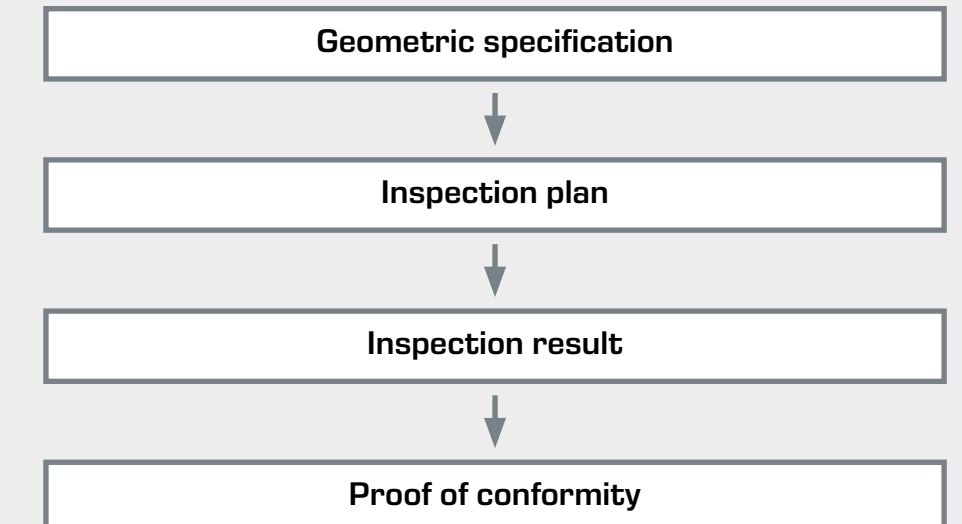 Geometric specification
Inspection plan
Inspection result
Proof of conformity